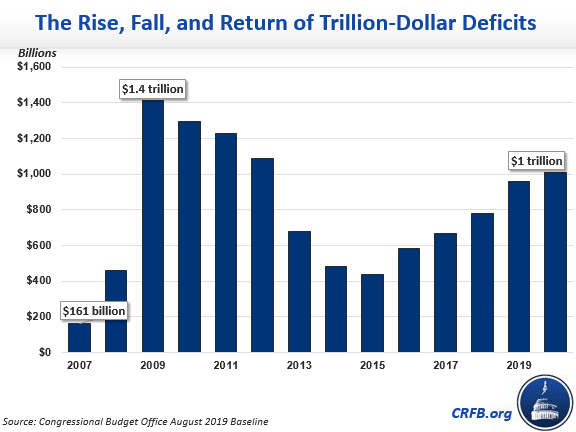 The Rise, Fall, and Return of Trillion-Dollar Deficits
Billions
$1,600
$1,400
$1,200
$1,000
$800
$600
$400
$200
$0
$1.4 trillion
$1 trillion
$161 billion
2007 2009 2011 2013 2015 2017 2019
CRFB.org
Source: Congressional Budget Office August 2019 Baseline